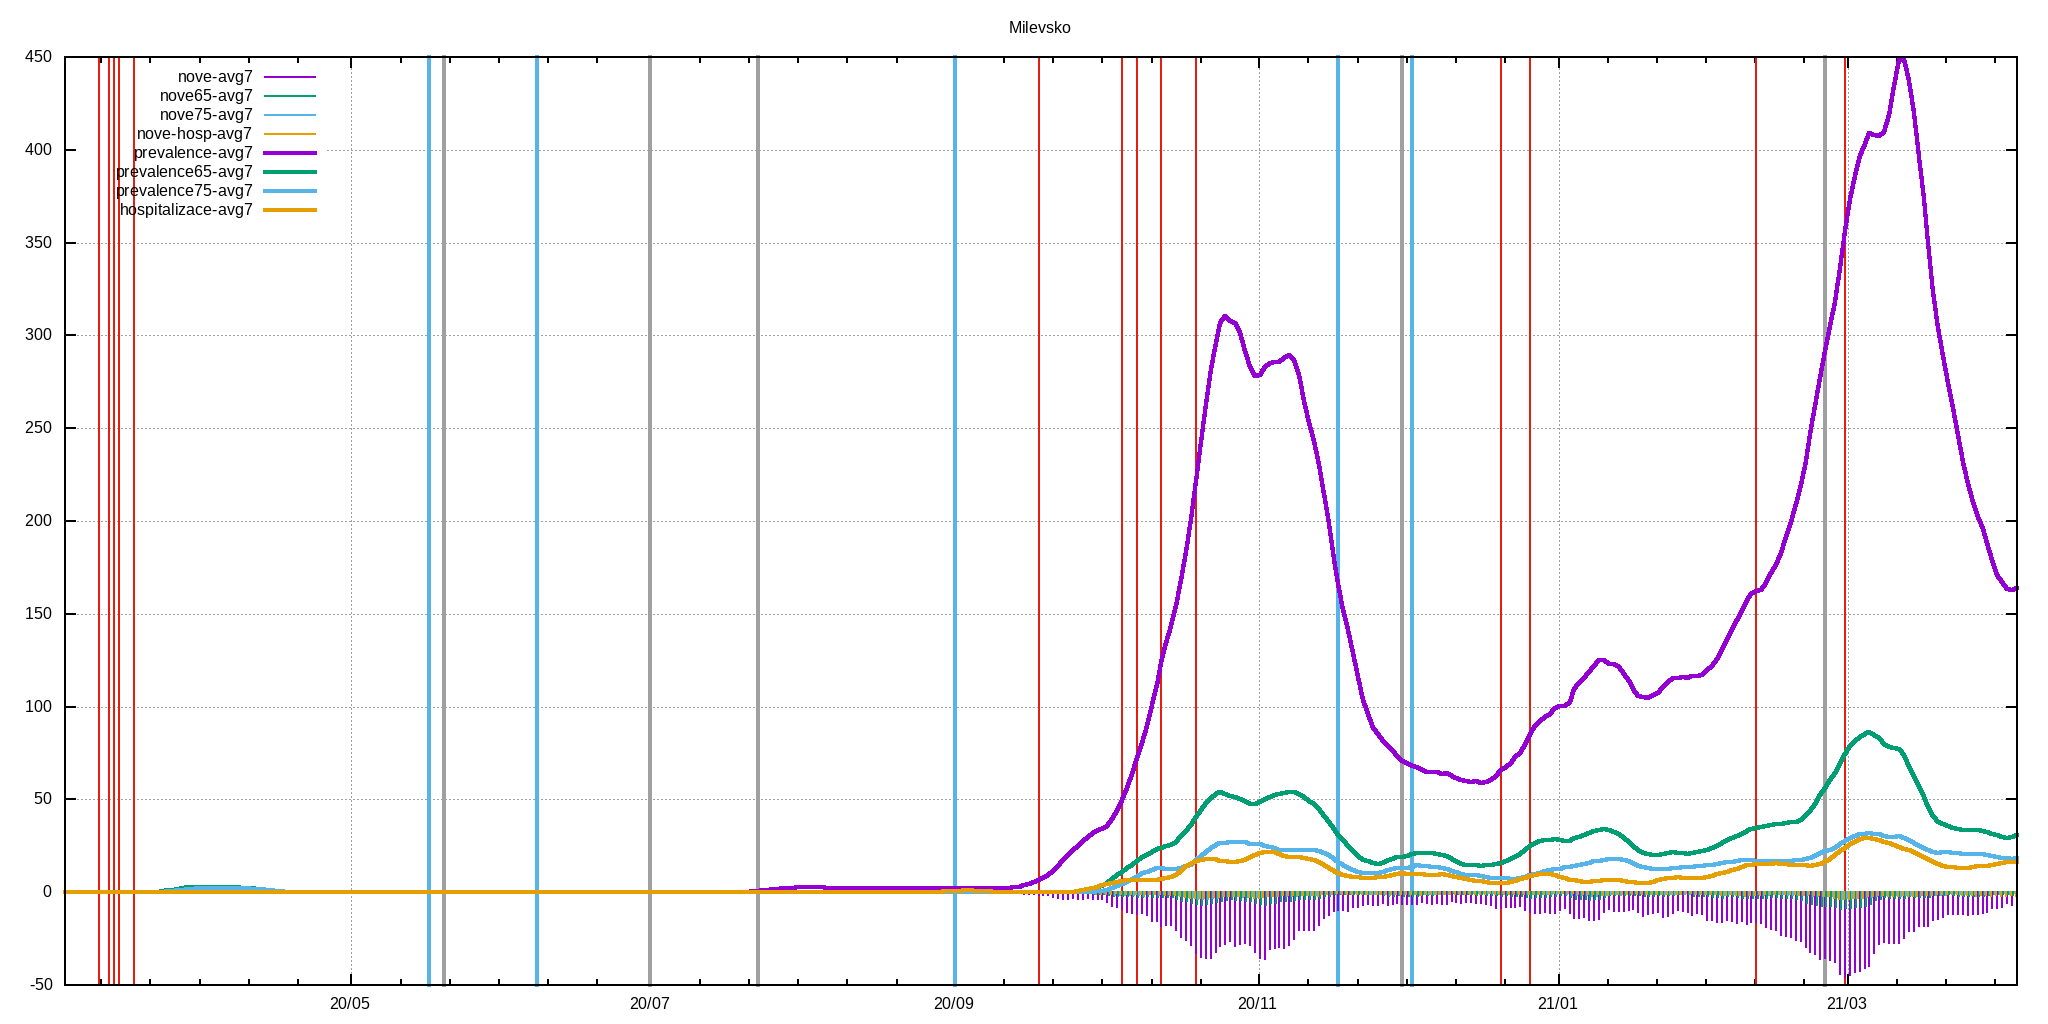 Milevsko
450
400
350
300
250
200
150
100
50
0
-50
nove-avg7
nove65-avg7
nove75-avg7
nove-hosp-avg7
prevalence-avg7
prevalence65-avg7
prevalence75-avg7
hospitalizace-avg7
20/05 20/07 20/09 20/11 21/01 21/03